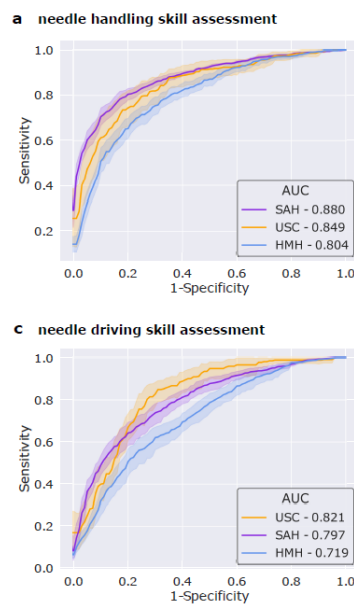 a needle handling skill assessment
1.0
0.8
0.6
0.4
0.2
Sensitivity
AUC
SAH - 0.880
USC - 0.849
HMH - 0.804
0.0 0.2 0.4 0.6 0.8 1.0
1-Specificity
c needle driving skill assessment
1.0
0.8
0.6
0.4
0.2
0.0
Sensitivity
AUC
USC - 0.821
SAH - 0.797
HMH - 0.719
0.0 0.2 0.4 0.6 0.8 1.0
1-Specificity